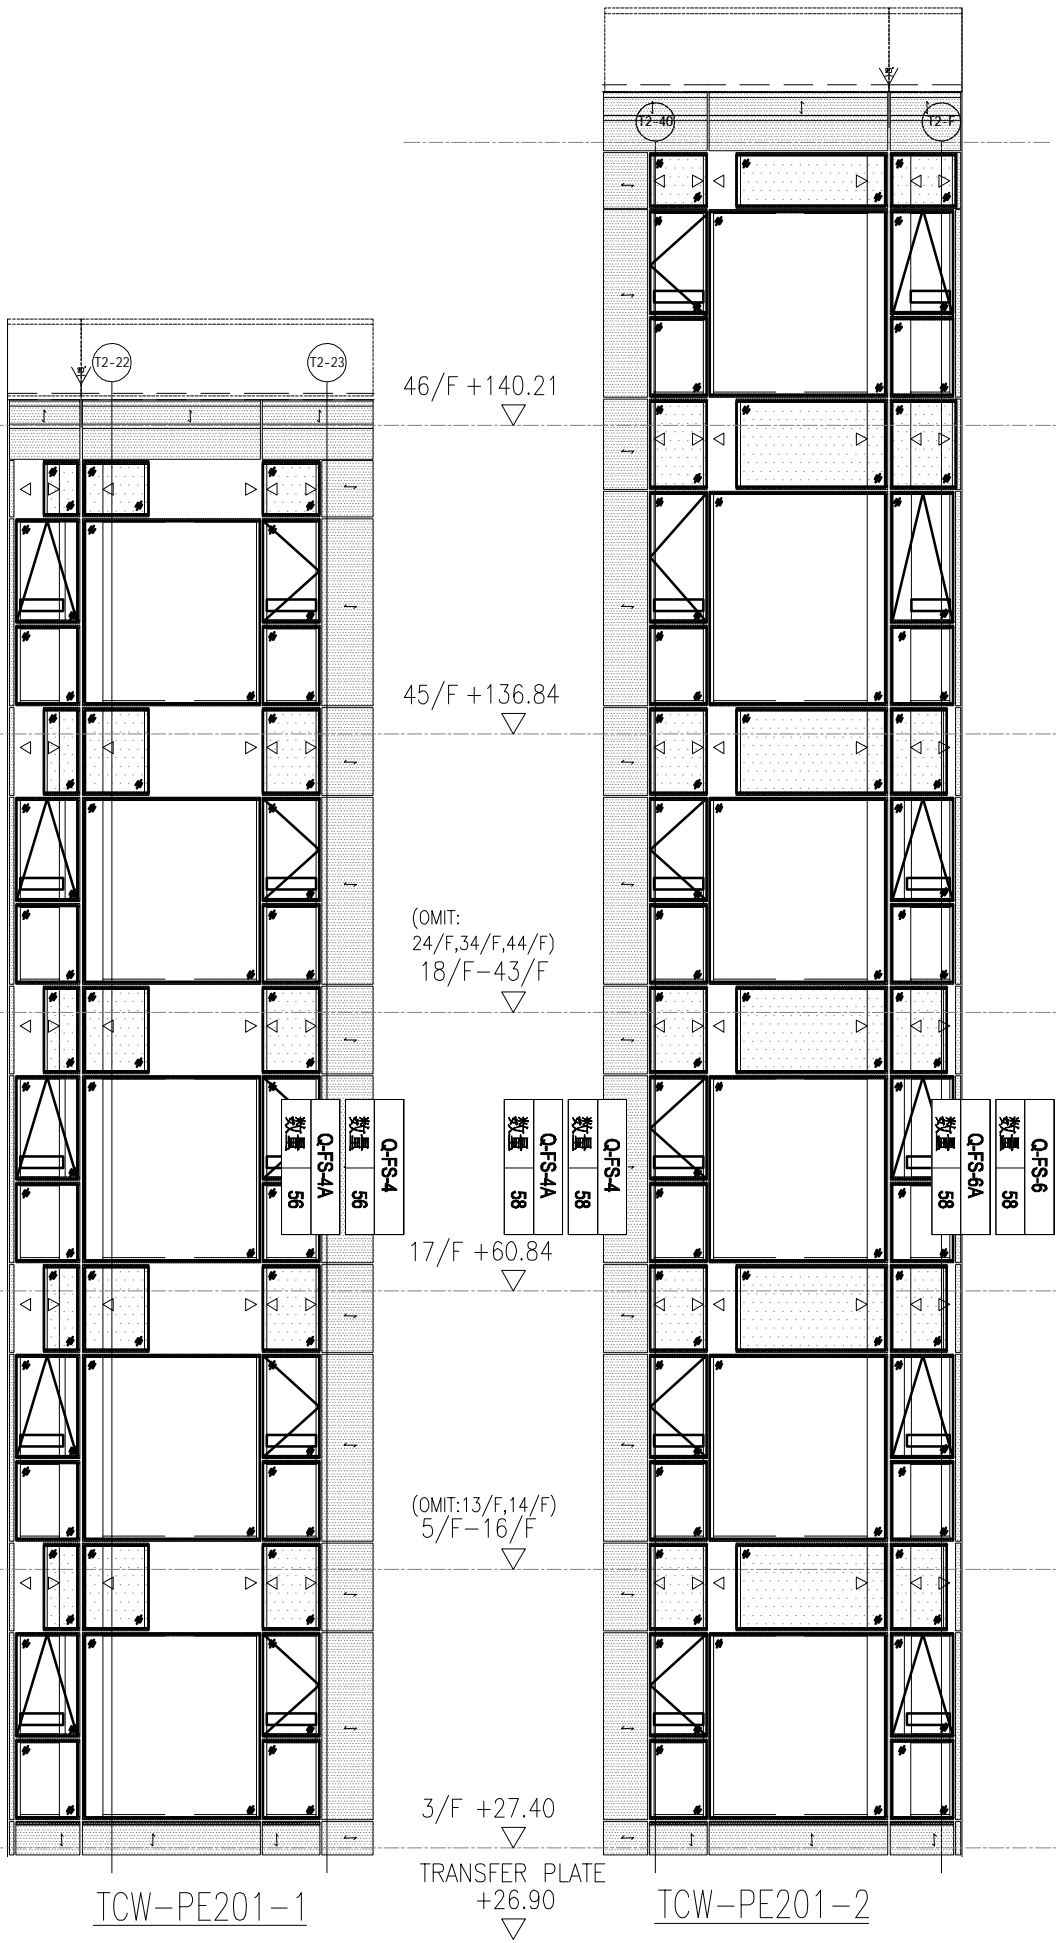 T2-40
T2-F
T2-22
T2-23
90°
90°
46/F +140.21
45/F +136.84
(OMIT:
24/F,34/F,44/F)
18/F-43/F
Q-FS-4
数量 56
Q-FS-4A
数量 56
Q-FS-4
数量 58
Q-FS-4A
数量 58
Q-FS-6
数量 58
Q-FS-6A
数量 58
17/F +60.84
(OMIT:13/F,14/F)
5/F-16/F
3/F +27.40
TRANSFER PLATE
+26.90
TCW-PE201-1
TCW-PE201-2